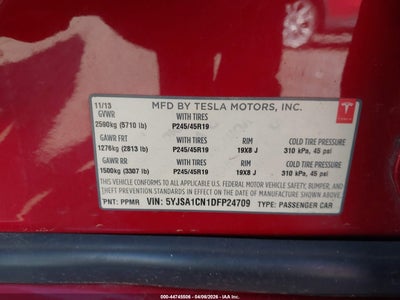 11/13 MFD BY TESLA MOTORS, INC.
GVWR WITH TIRES
2590kg (5710 lb) P245/45R19
GAWR FRT WITH TIRES RIM COLD TIRE PRESSURE
1276kg (2813 lb) P245/45R19 19X8 J 310 kPa, 45 psi
GAWR RR WITH TIRES RIM COLD TIRE PRESSURE
1500kg (3307 lb) P245/45R19 19X8 J 310 kPa, 45 psi
THIS VEHICLE CONFORMS TO ALL APPLICABLE U.S. FEDERAL MOTOR VEHICLE SAFETY, BUMPER, AND
THEFT PREVENTION STANDARDS IN EFFECT ON THE DATE OF MANUFACTURE SHOWN ABOVE.
PNT: PPMR VIN: 5YJSA1CN1DFP24709 TYPE: PASSENGER CAR
000-44745506 - 04/09/2026 - VEHICLE